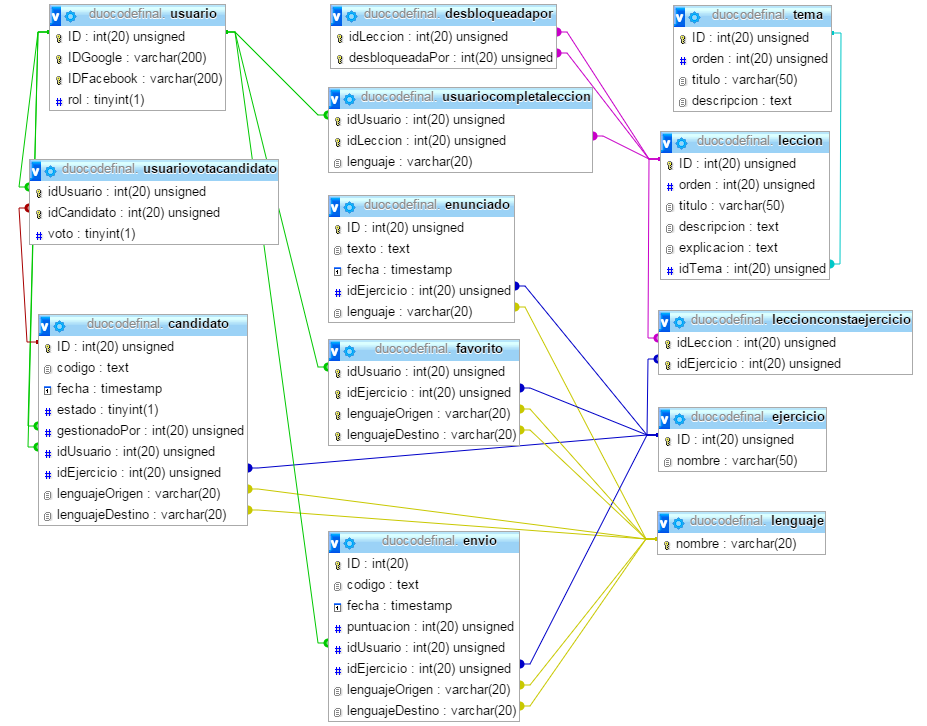 duocodefinal. usuario
ID : int(20) unsigned
IDGoogle : varchar(200)
IDFacebook : varchar(200)
rol : tinyint(1)
duocodefinal. desbloqueadapor
idLeccion : int(20) unsigned
desbloqueadaPor : int(20) unsigned
duocodefinal. tema
ID : int(20) unsigned
orden : int(20) unsigned
titulo : varchar(50)
descripcion : text
duocodefinal. usuariocompletaleccion
idUsuario : int(20) unsigned
idLeccion : int(20) unsigned
lenguaje : varchar(20)
duocodefinal. leccion
ID : int(20) unsigned
orden : int(20) unsigned
titulo : varchar(50)
descripcion : text
explicacion : text
idTema : int(20) unsigned
duocodefinal. usuariovotacandidato
idUsuario : int(20) unsigned
idCandidato : int(20) unsigned
voto : tinyint(1)
duocodefinal. enunciado
ID : int(20) unsigned
texto : text
fecha : timestamp
idEjercicio : int(20) unsigned
lenguaje : varchar(20)
duocodefinal. candidato
ID : int(20) unsigned
codigo : text
fecha : timestamp
estado : tinyint(1)
gestionadoPor : int(20) unsigned
idUsuario : int(20) unsigned
idEjercicio : int(20) unsigned
lenguajeOrigen : varchar(20)
lenguajeDestino : varchar(20)
duocodefinal. favorito
idUsuario : int(20) unsigned
idEjercicio : int(20) unsigned
lenguajeOrigen : varchar(20)
lenguajeDestino : varchar(20)
duocodefinal. leccionconstaejercicio
idLeccion : int(20) unsigned
idEjercicio : int(20) unsigned
duocodefinal. ejercicio
ID : int(20) unsigned
nombre : varchar(50)
duocodefinal. lenguaje
nombre : varchar(20)
duocodefinal. envio
ID : int(20)
codigo : text
fecha : timestamp
puntuacion : int(20) unsigned
idUsuario : int(20) unsigned
idEjercicio : int(20) unsigned
lenguajeOrigen : varchar(20)
lenguajeDestino : varchar(20)